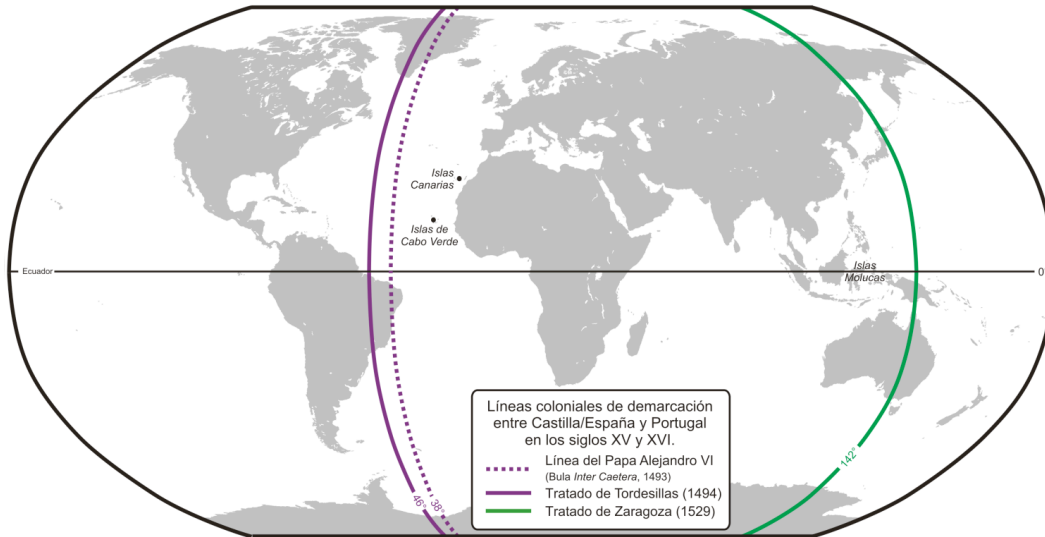 Islas
Canarias
Islas de
Cabo Verde
Ecuador
Islas
Molucas
0
142°
46°
38°
Líneas coloniales de demarcación
entre Castilla/España y Portugal
en los siglos XV y XVI.
Línea del Papa Alejandro VI
(Bula Inter Caetera, 1493)
Tratado de Tordesillas (1494)
Tratado de Zaragoza (1529)